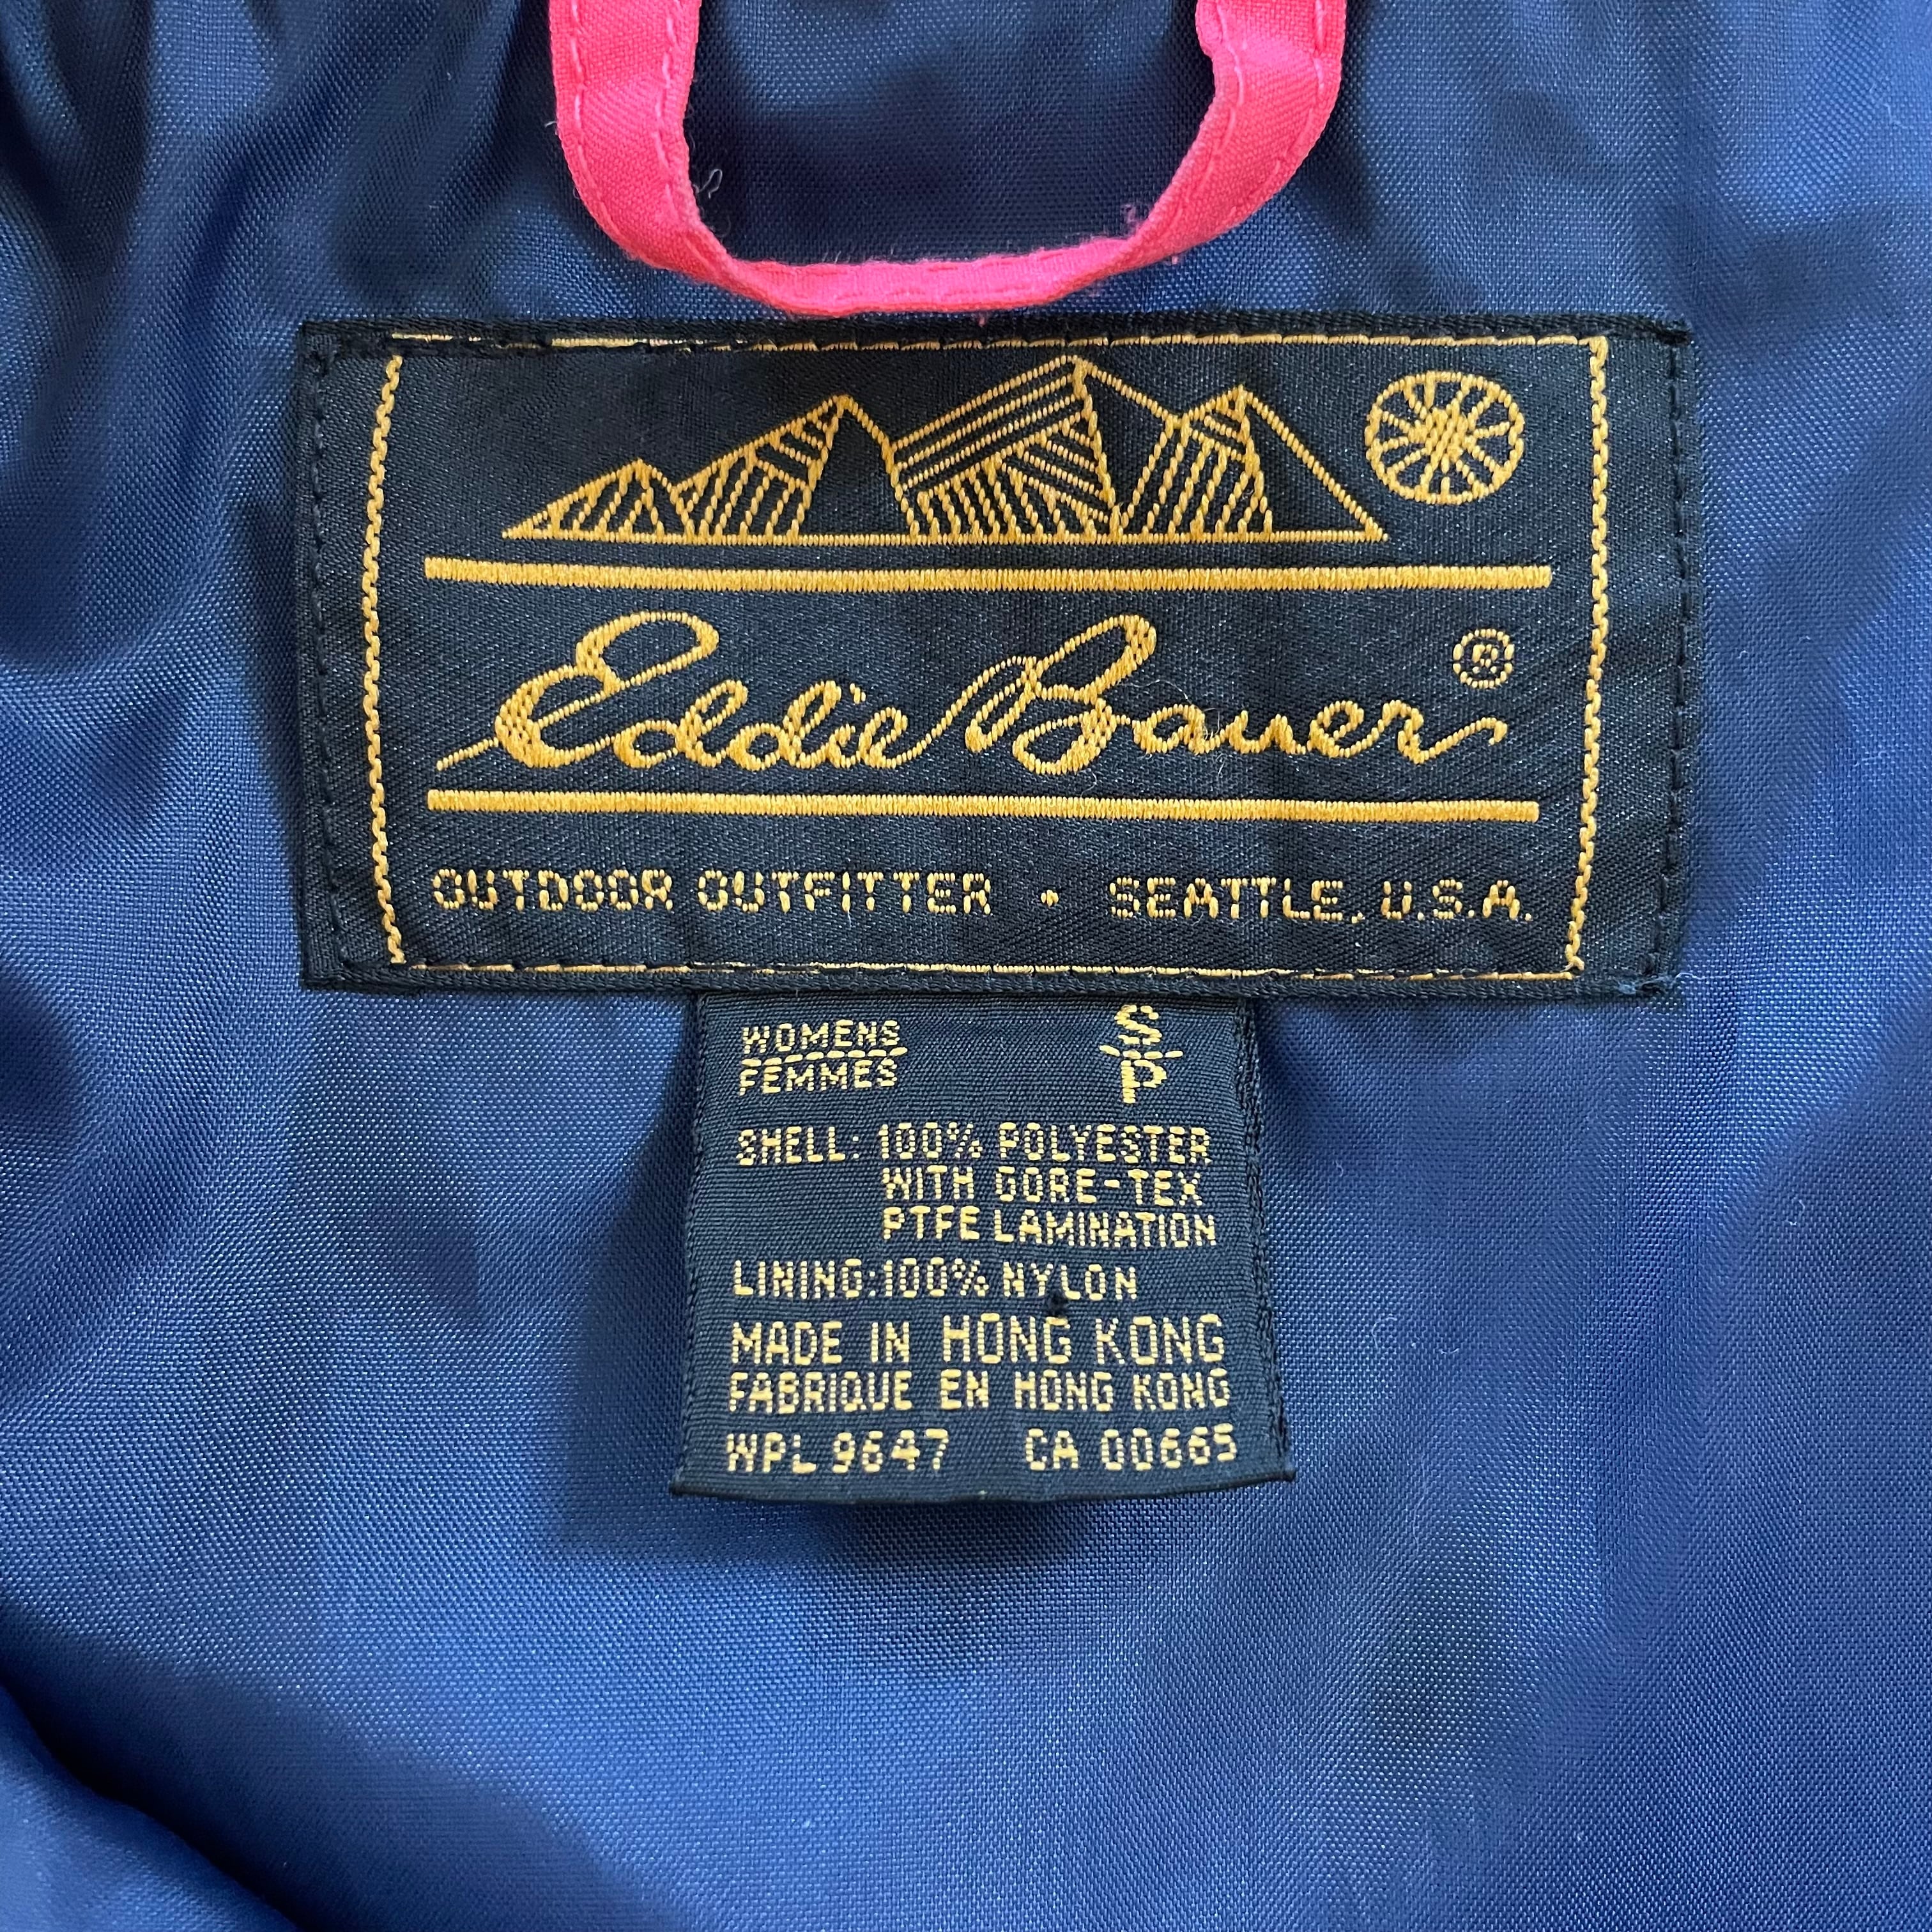 Eddie Bauer ®
OUTDOOR OUTFITTER • SEATTLE, U.S.A.
WOMENS S
FEMMES P
SHELL: 100% POLYESTER
WITH GORE-TEX
PTFE LAMINATION
LINING:100% NYLON
MADE IN HONG KONG
FABRIQUE EN HONG KONG
WPL 9647 CA 00665